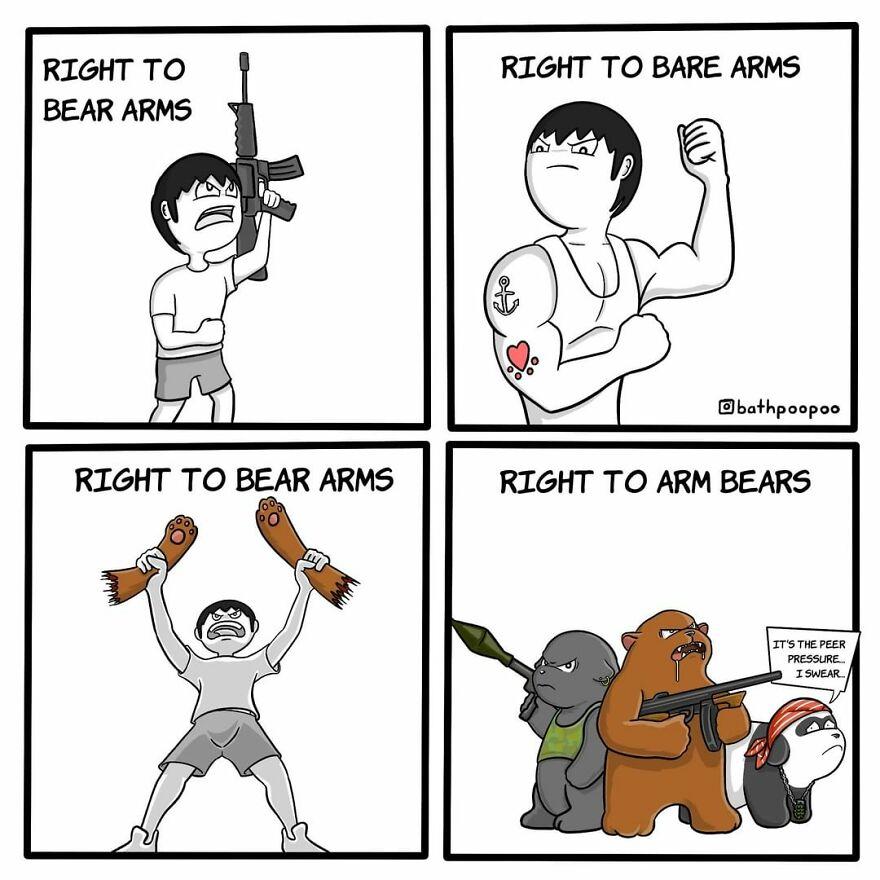 RIGHT TO
BEAR ARMS
RIGHT TO BARE ARMS
@bathpoopoo
RIGHT TO BEAR ARMS
RIGHT TO ARM BEARS
IT'S THE PEER
PRESSURE...
I SWEAR...